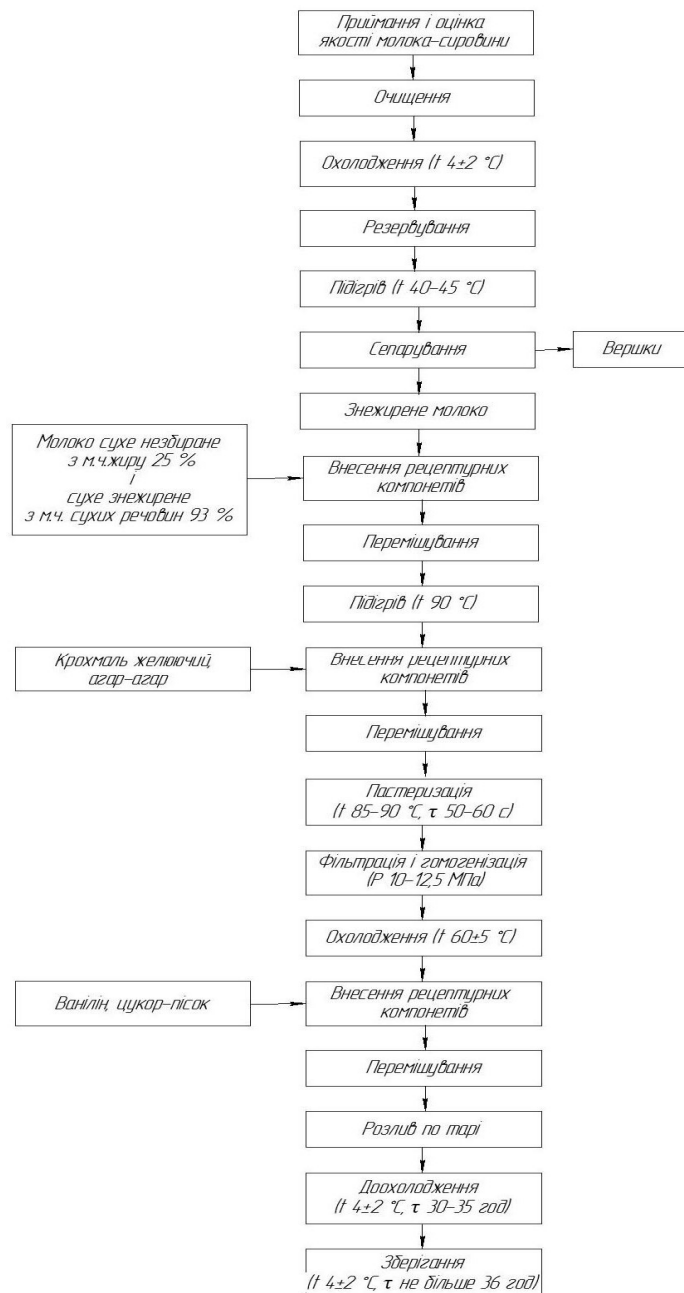 Приймання і оцінка
якості молока-сировини
Очищення
Охолодження (t 4±2 °С)
Резервування
Підігрів (t 40–45 °С)
Сепарування
Вершки
Знежирене молоко
Молоко сухе незбиране
з м.ч.жиру 25 %
і
сухе знежирене
з м.ч. сухих речовин 93 %
Внесення рецептурних
компонетів
Перемішування
Підігрів (t 90 °С)
Крохмаль желюючий,
агар-агар
Внесення рецептурних
компонетів
Перемішування
Пастеризація
(t 85–90 °С, τ 50–60 с)
Фільтрація і гомогенізація
(Р 10–12,5 МПа)
Охолодження (t 60±5 °С)
Ванілін, цукор-пісок
Внесення рецептурних
компонетів
Перемішування
Розлив по тарі
Доохолодження
(t 4±2 °С, τ 30–35 год)
Зберігання
(t 4±2 °С, τ не більше 36 год)